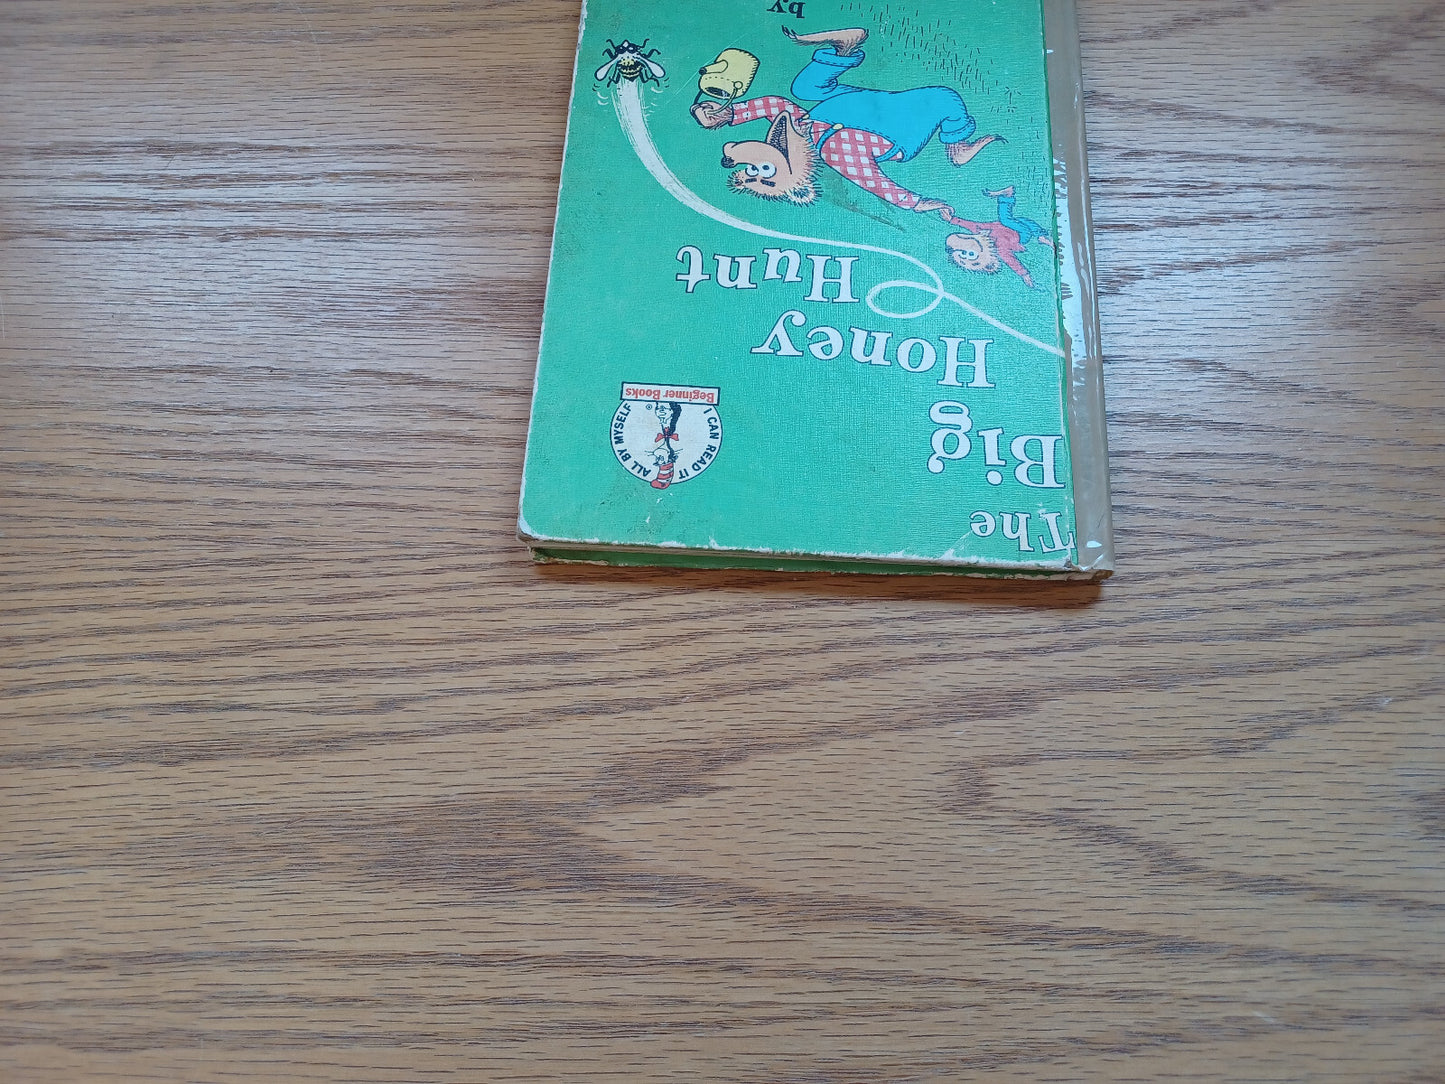 The
Big
Honey
Hunt
I CAN READ IT ALL BY MYSELF
®
Beginner Books
by